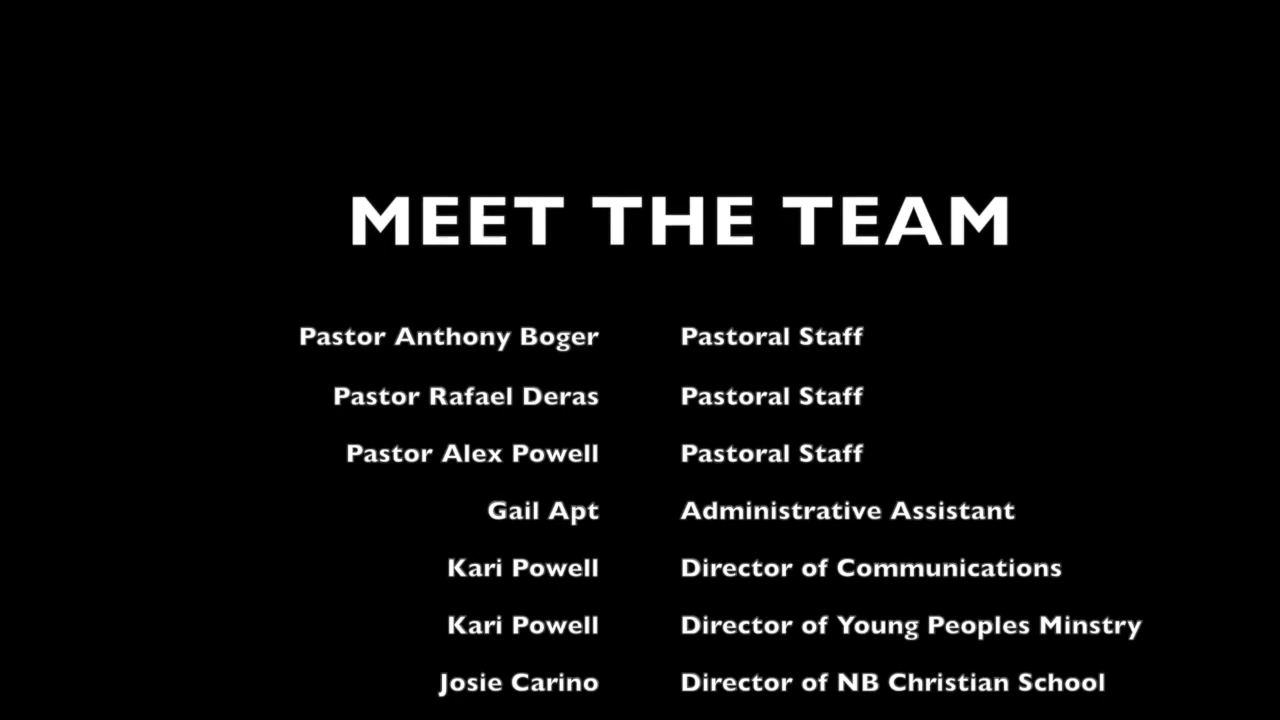 MEET THE TEAM
Pastor Anthony Boger Pastoral Staff
Pastor Rafael Deras Pastoral Staff
Pastor Alex Powell Pastoral Staff
Gail Apt Administrative Assistant
Kari Powell Director of Communications
Kari Powell Director of Young Peoples Minstry
Josie Carino Director of NB Christian School